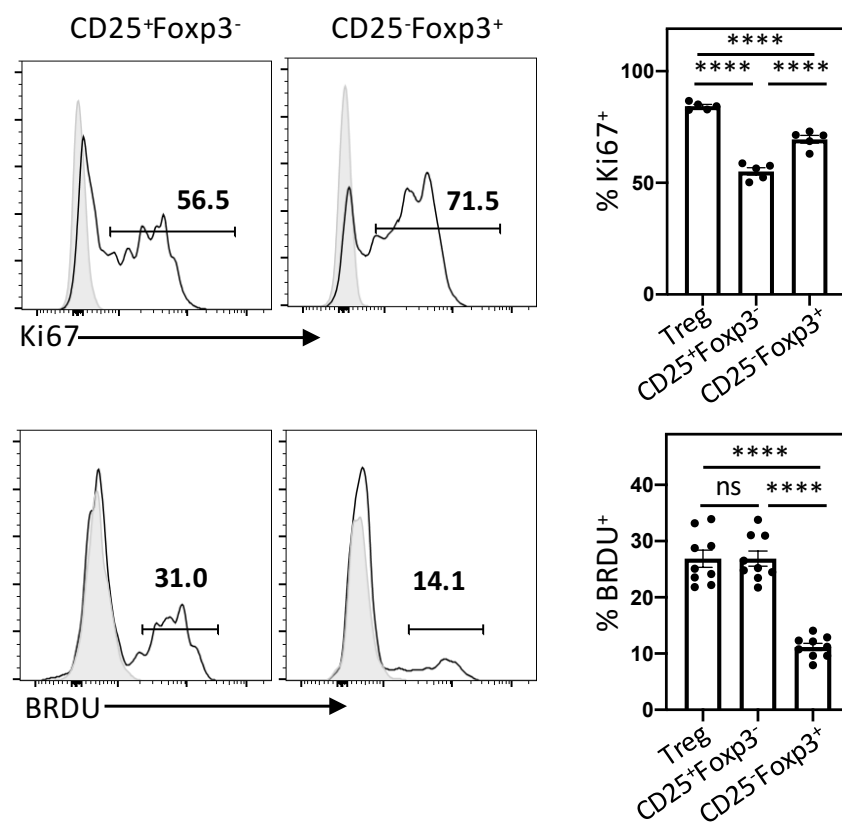 CD25⁺Foxp3⁻ CD25⁻Foxp3⁺
56.5
71.5
Ki67
****
**** ****
% Ki67⁺
100
50
0
Treg
CD25⁺Foxp3⁻
CD25⁻Foxp3⁺
31.0
14.1
BRDU
****
ns ****
% BRDU⁺
40
30
20
10
0
Treg
CD25⁺Foxp3⁻
CD25⁻Foxp3⁺